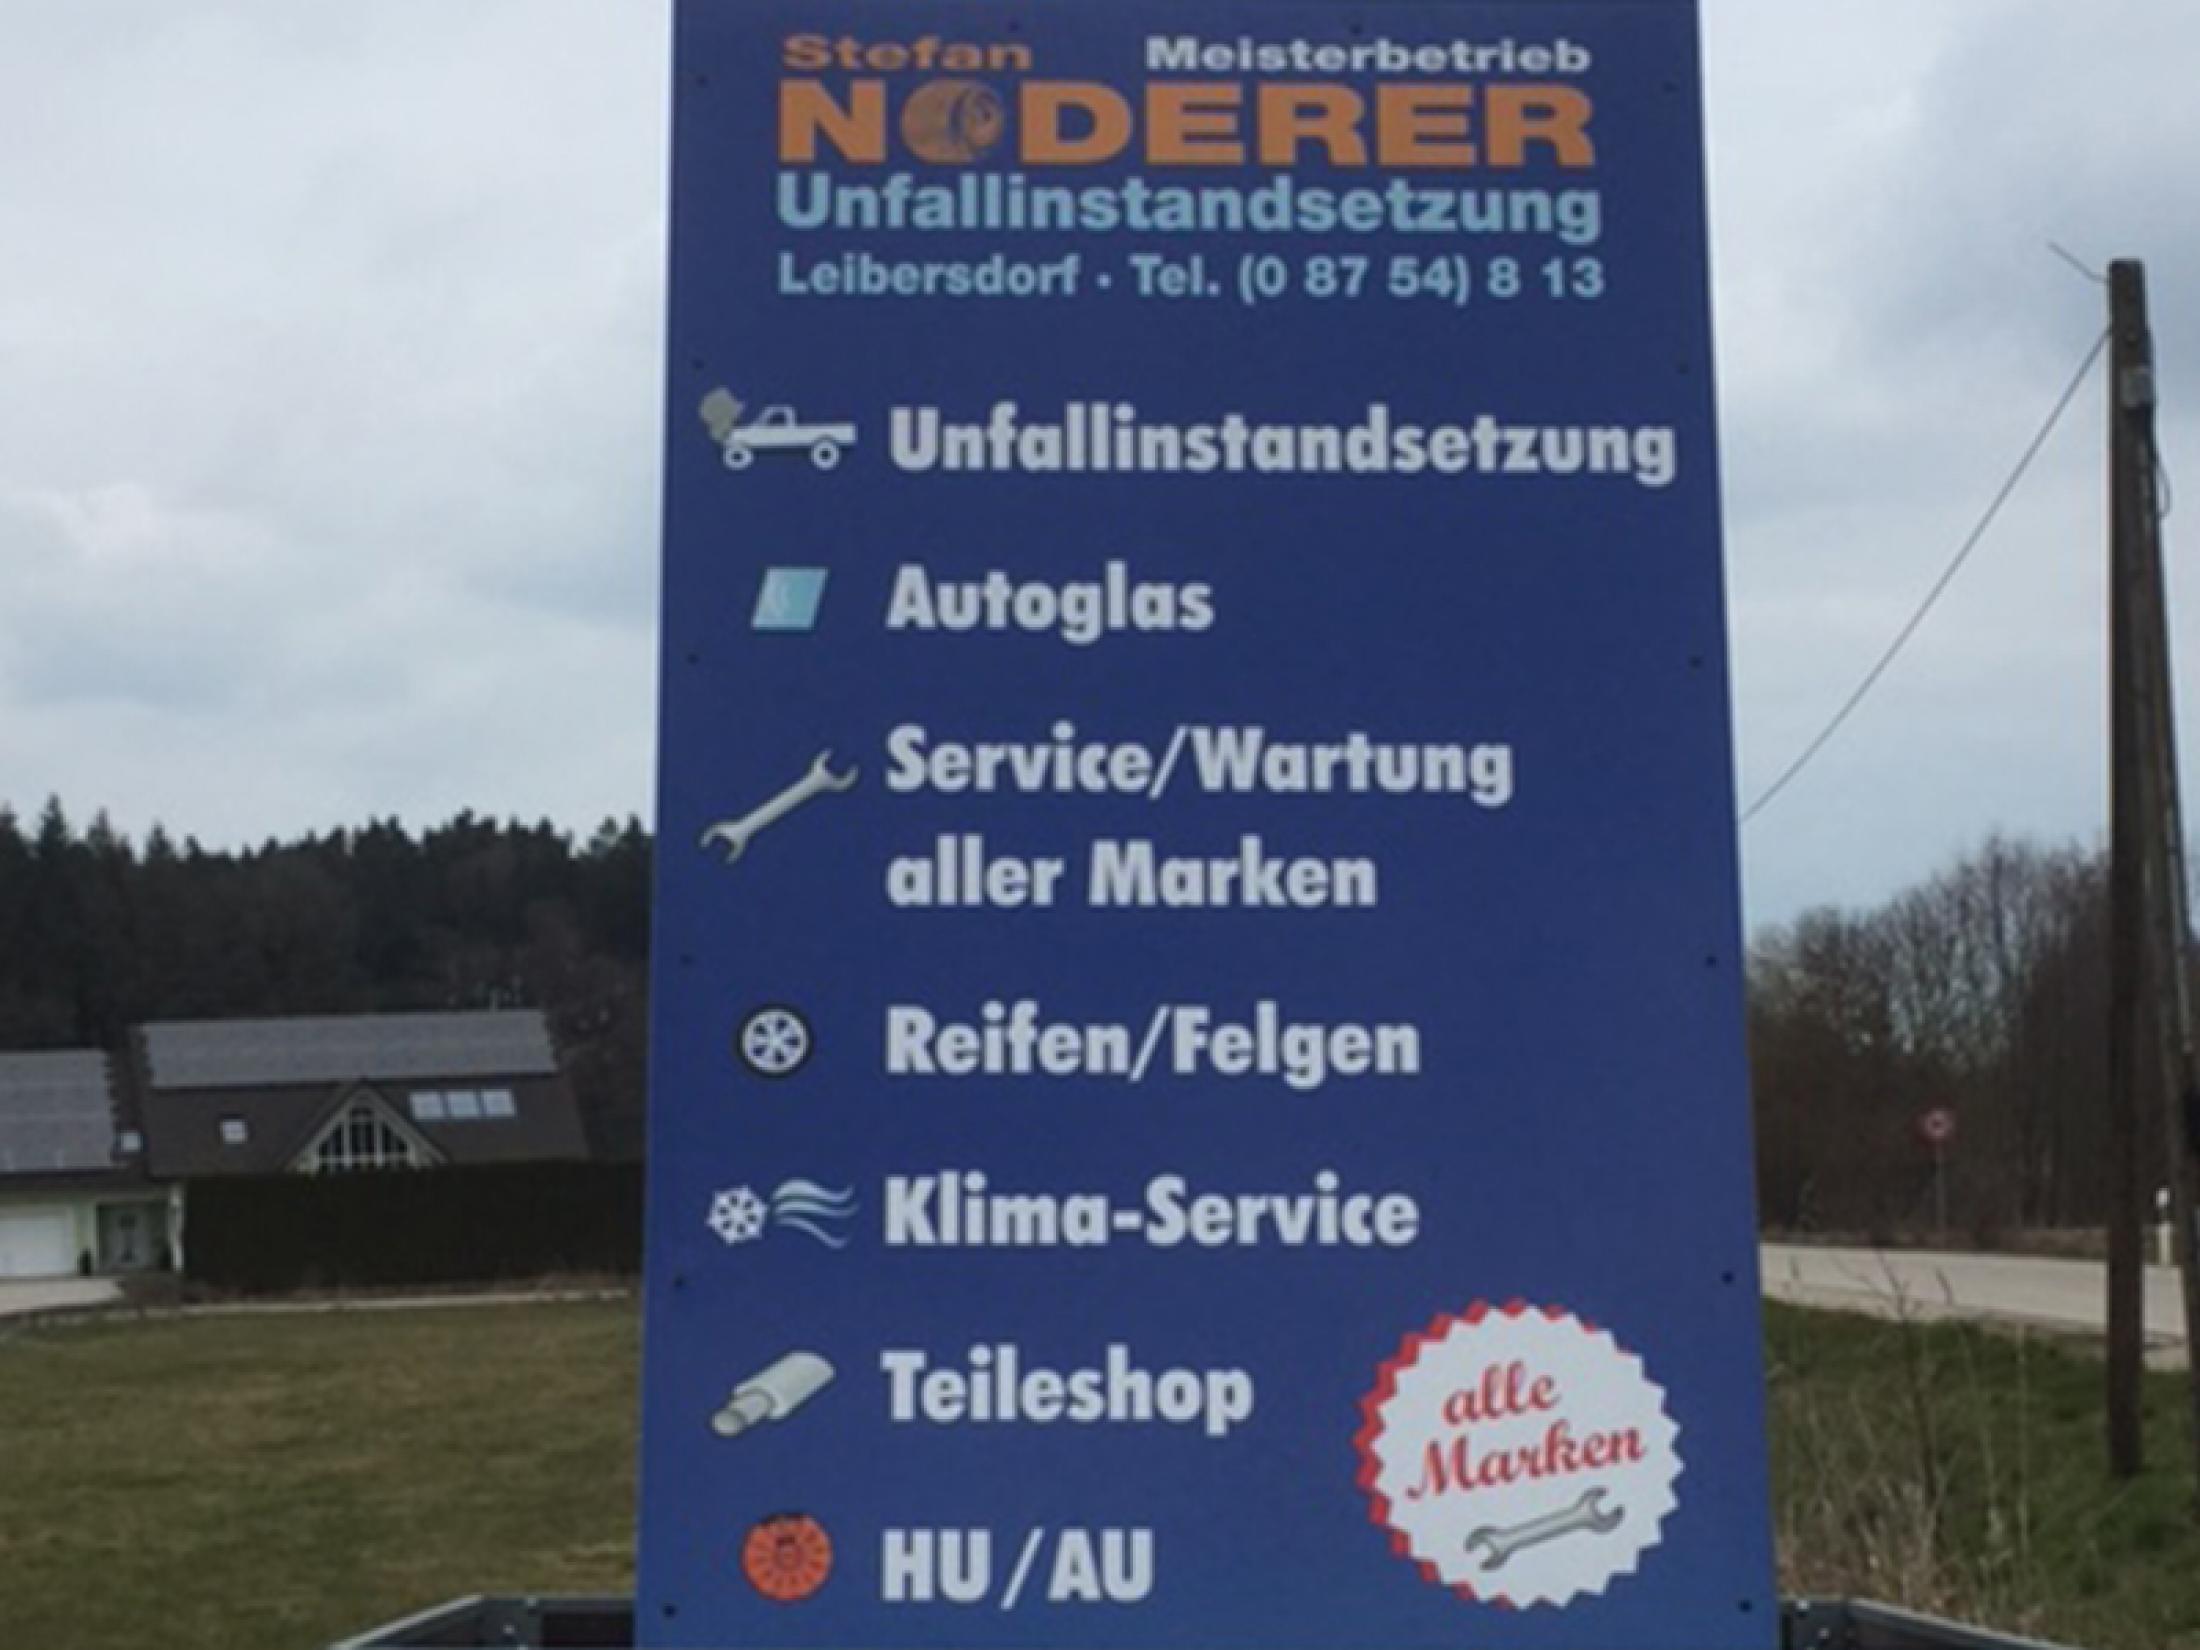 Stefan Meisterbetrieb
NODERER
Unfallinstandsetzung
Leibersdorf · Tel. (0 87 54) 8 13
Unfallinstandsetzung
Autoglas
Service/Wartung
aller Marken
Reifen/Felgen
Klima-Service
Teileshop
alle
Marken
HU/AU